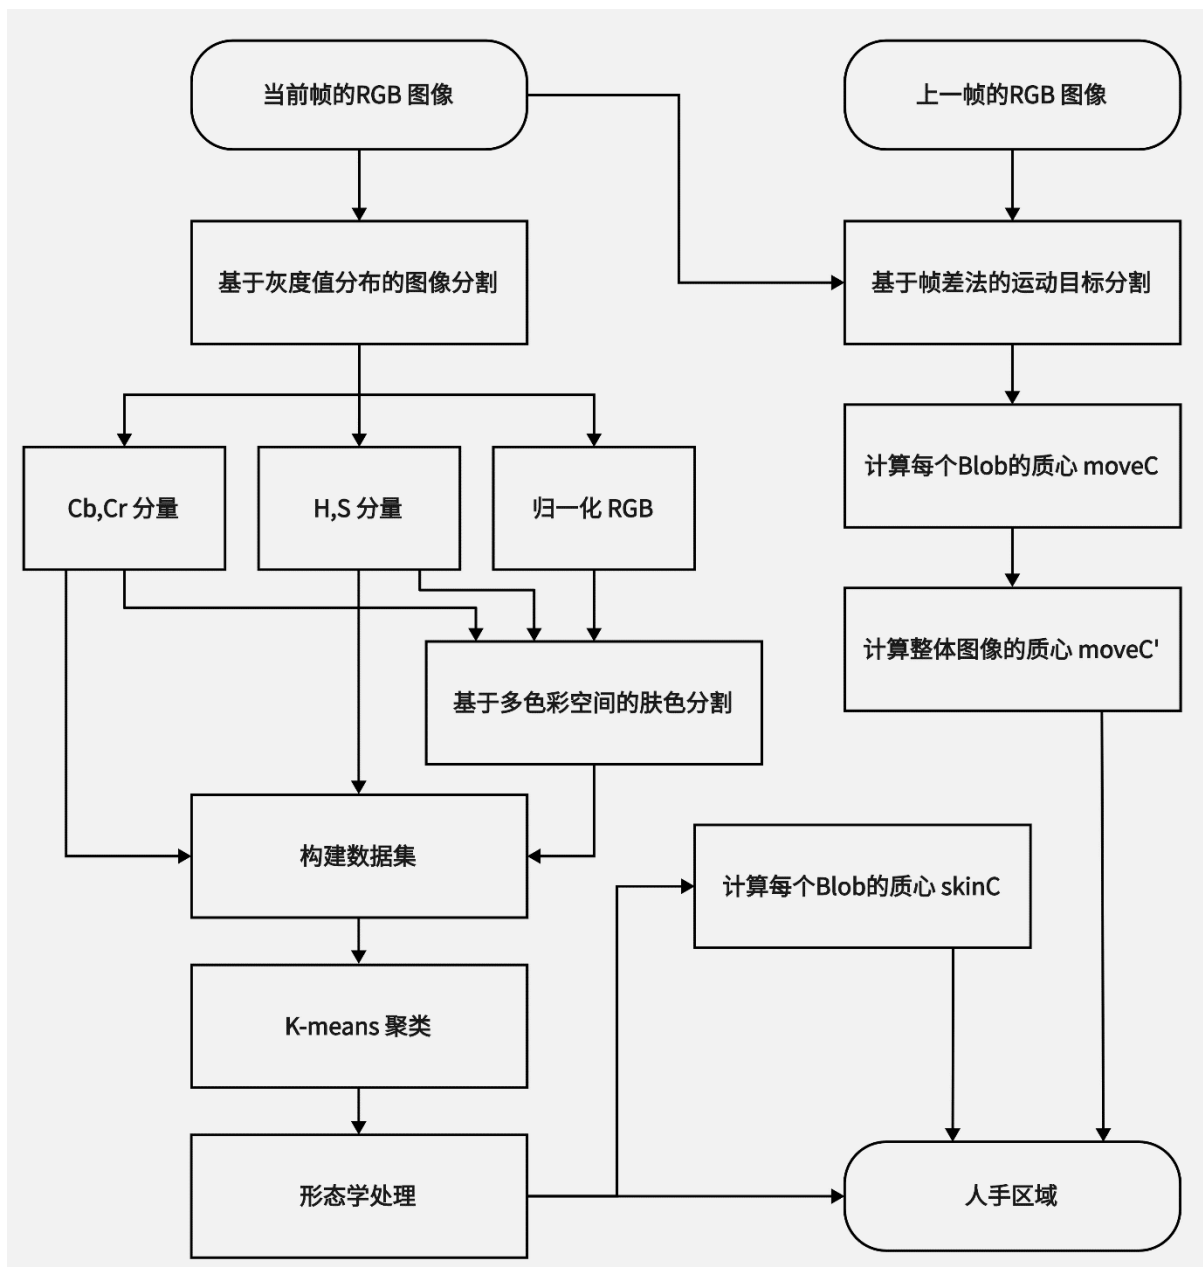 当前帧的RGB 图像
上一帧的RGB 图像
基于灰度值分布的图像分割
基于帧差法的运动目标分割
计算每个Blob的质心 moveC
Cb,Cr 分量
H,S 分量
归一化 RGB
计算整体图像的质心 moveC'
基于多色彩空间的肤色分割
构建数据集
计算每个Blob的质心 skinC
K-means 聚类
形态学处理
人手区域